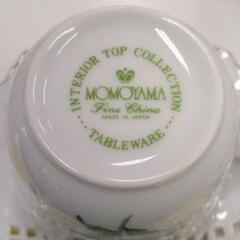 INTERIOR TOP COLLECTION
MOMOYAMA
Fine China
MADE IN JAPAN
· TABLEWARE ·